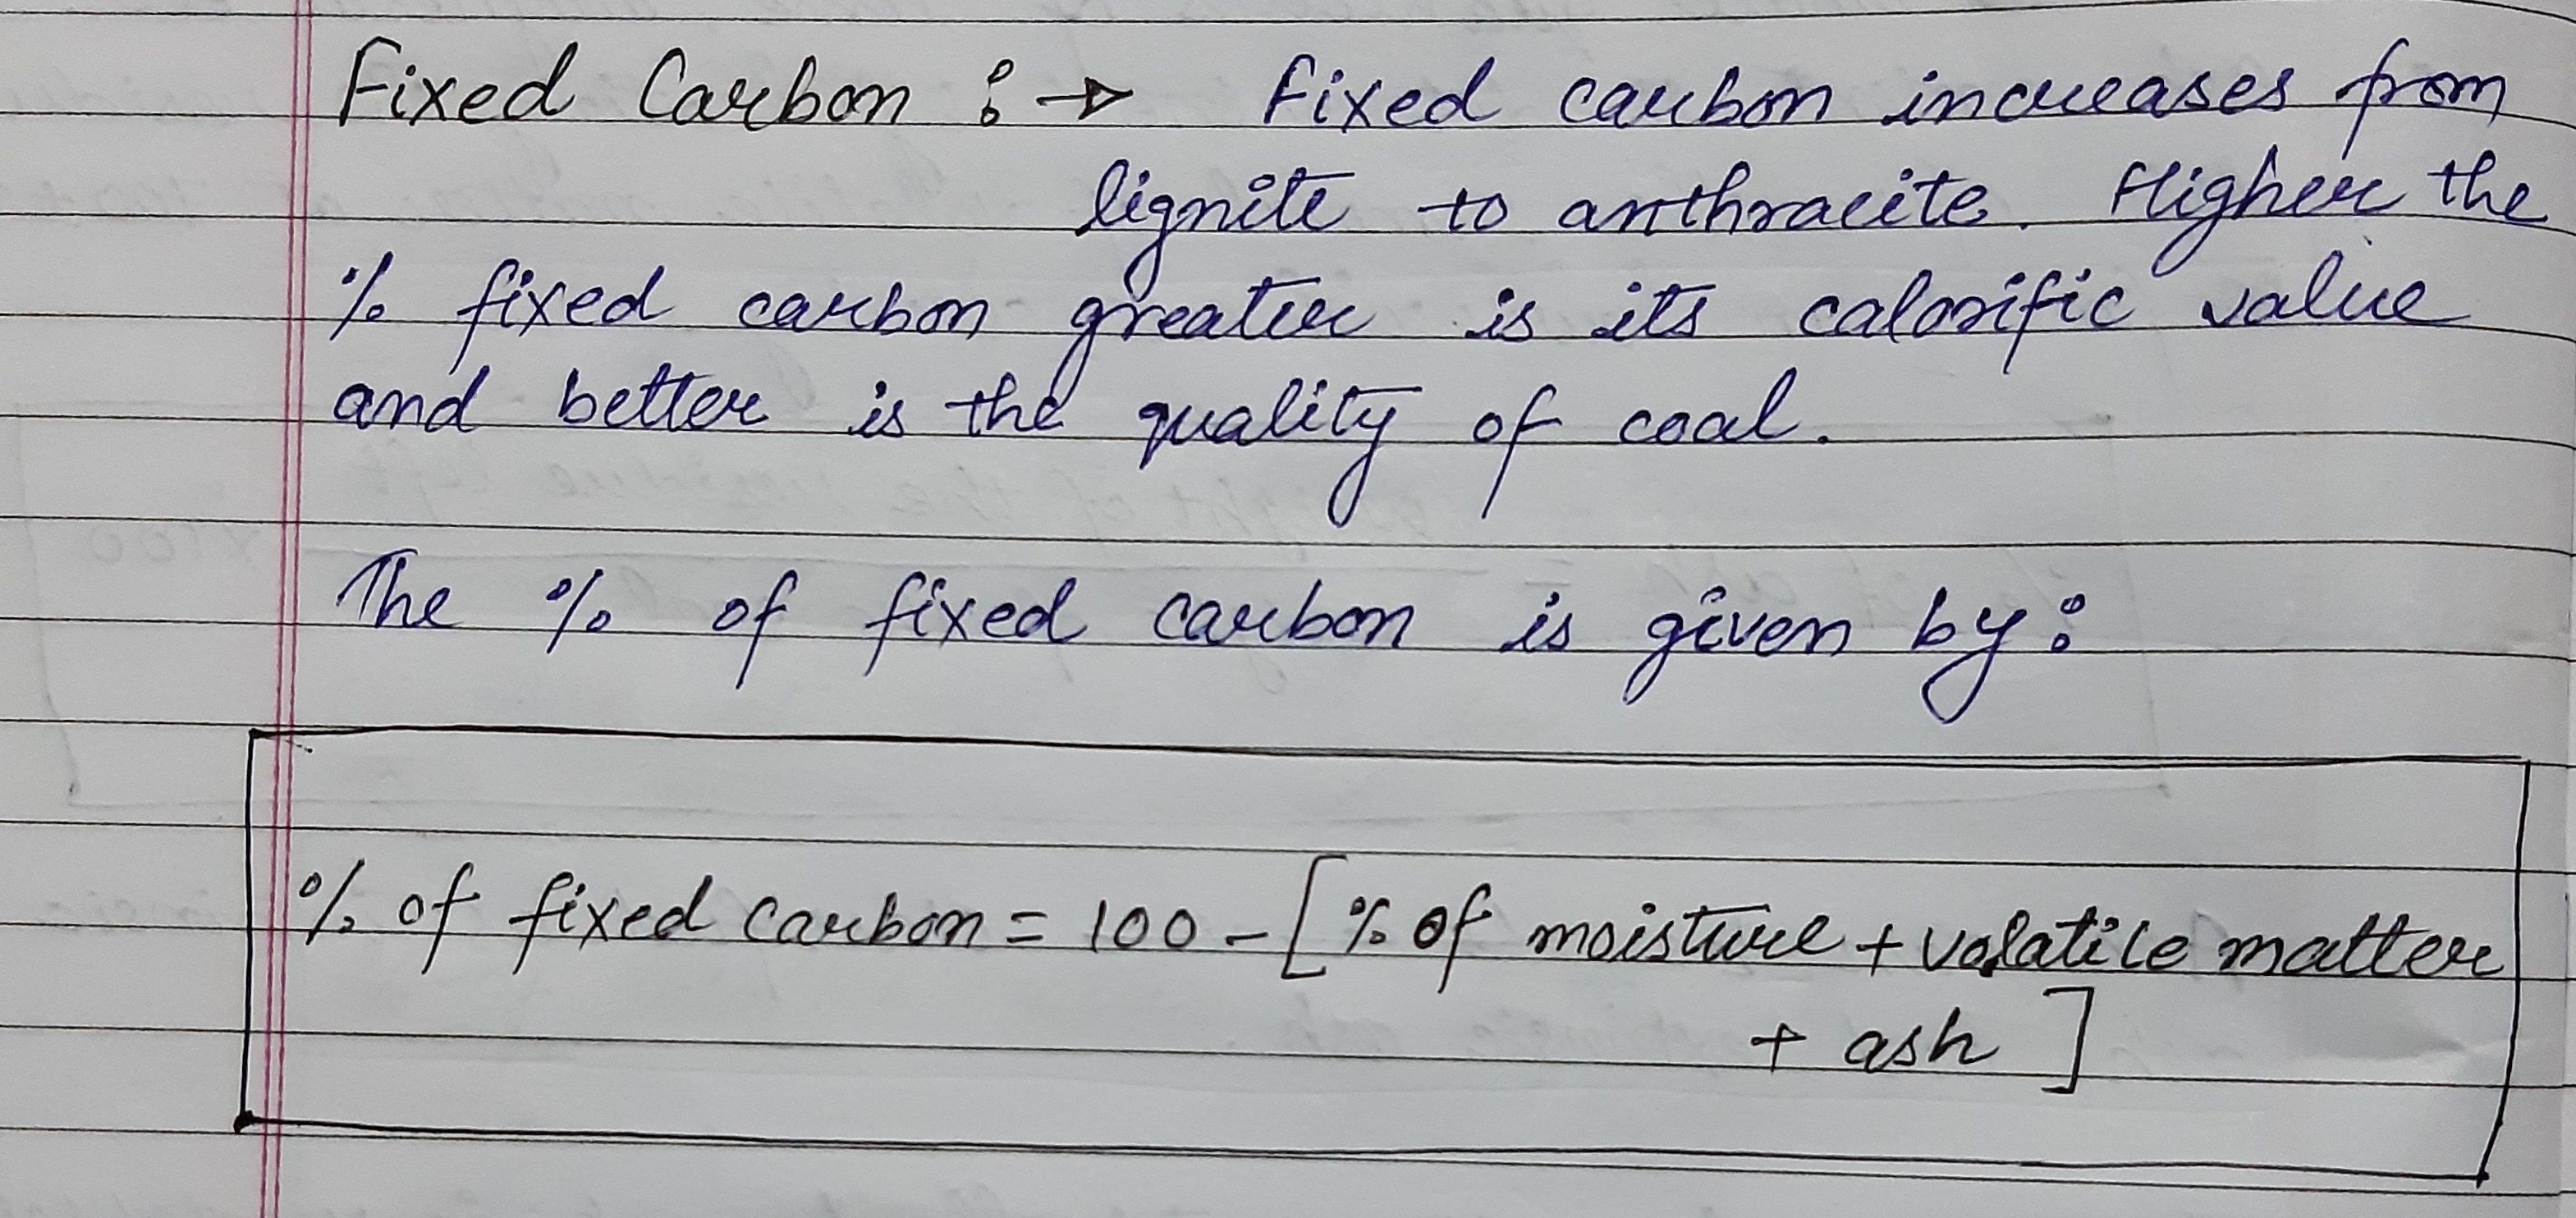 Fixed Carbon :→ Fixed carbon increases from
lignite to anthracite. Higher the
% fixed carbon greater is its calorific value
and better is the quality of coal.
The % of fixed carbon is given by:
% of fixed carbon = 100 - [% of moisture + volatile matter
+ ash ]